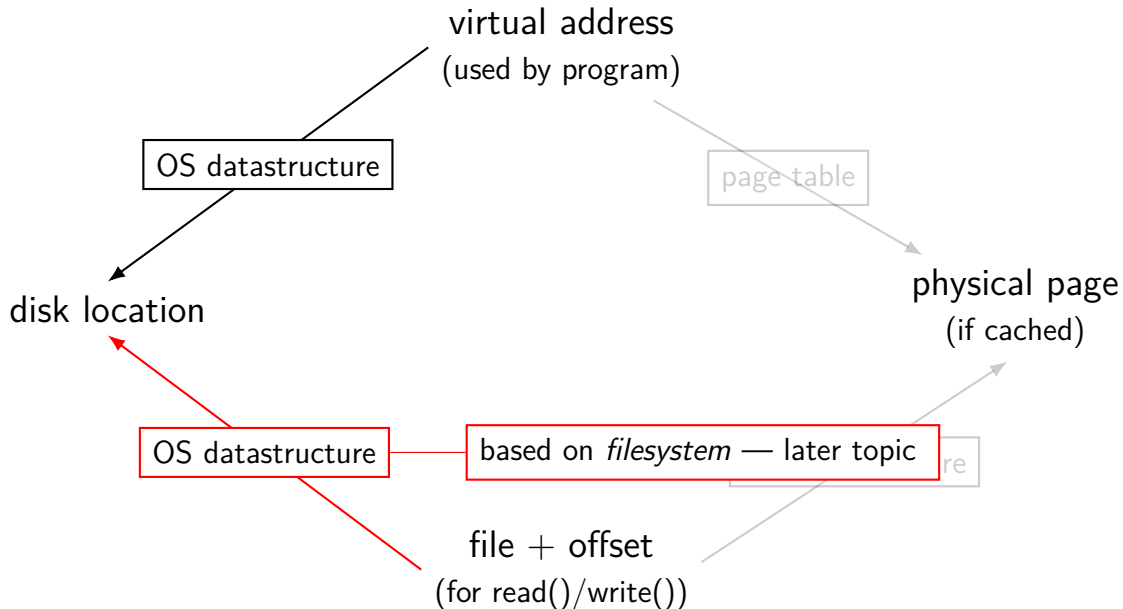 virtual address
(used by program)
OS datastructure
page table
physical page
(if cached)
disk location
OS datastructure
based on filesystem — later topic
re
file + offset
(for read()/write())